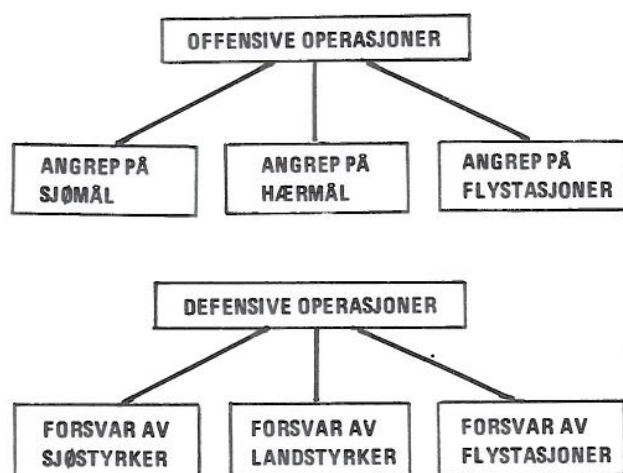 OFFENSIVE OPERASJONER
ANGREP PÅ
SJØMÅL
ANGREP PÅ
HÆRMÅL
ANGREP PÅ
FLYSTASJONER
DEFENSIVE OPERASJONER
FORSVAR AV
SJØSTYRKER
FORSVAR AV
LANDSTYRKER
FORSVAR AV
FLYSTASJONER